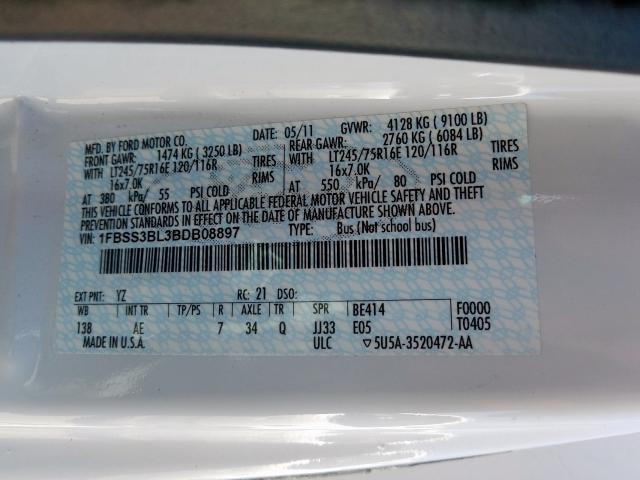 MFD. BY FORD MOTOR CO. DATE: 05/11 GVWR: 4128 KG ( 9100 LB)
FRONT GAWR: 1474 KG ( 3250 LB) REAR GAWR: 2760 KG ( 6084 LB)
WITH LT245/75R16E 120/116R TIRES WITH LT245/75R16E 120/116R TIRES
16x7.0K RIMS 16x7.0K RIMS
AT 380 kPa/ 55 PSI COLD AT 550 kPa/ 80 PSI COLD
THIS VEHICLE CONFORMS TO ALL APPLICABLE FEDERAL MOTOR VEHICLE SAFETY AND THEFT
PREVENTION STANDARDS IN EFFECT ON THE DATE OF MANUFACTURE SHOWN ABOVE.
VIN: 1FBSS3BL3BDB08897 TYPE: Bus (Not school bus)
EXT PNT: YZ RC: 21 DSO:
WB INT TR TP/PS R AXLE TR SPR BE414 F0000
138 AE 7 34 Q JJ33 E05 T0405
MADE IN U.S.A. ULC ▽5U5A-3520472-AA